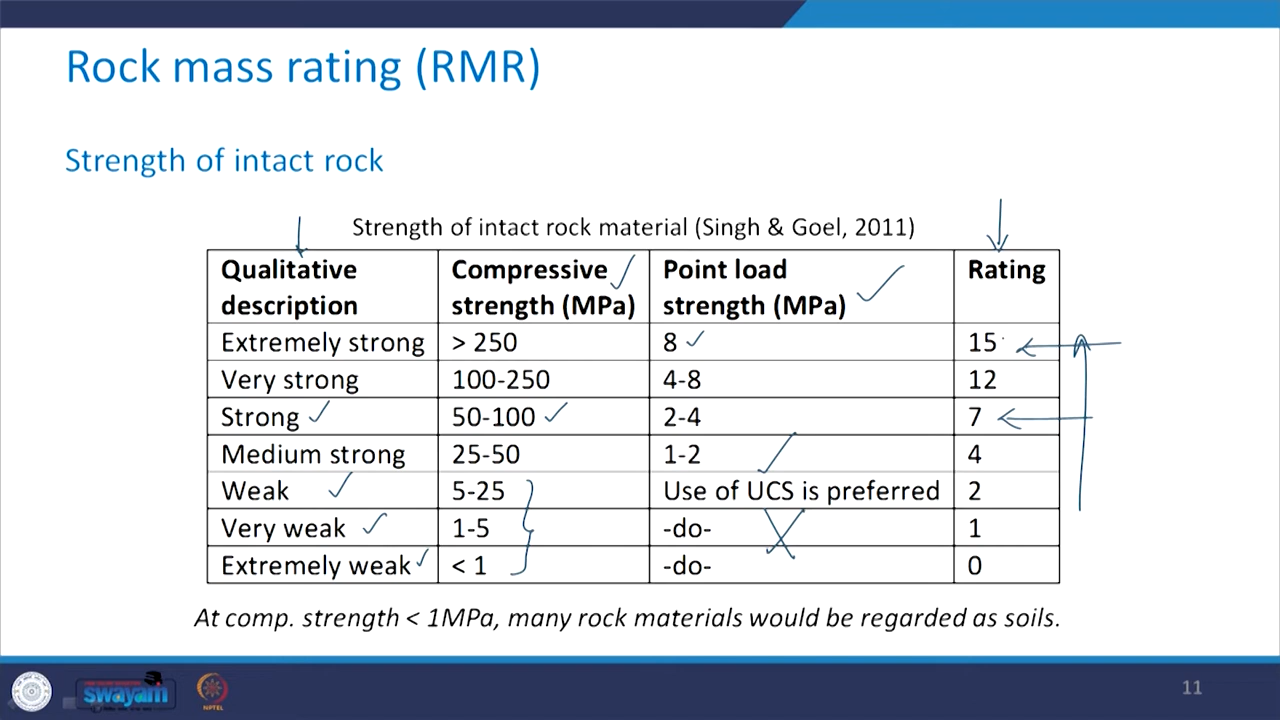 Rock mass rating (RMR)
Strength of intact rock
Strength of intact rock material (Singh & Goel, 2011)
Qualitative description Compressive strength (MPa) Point load strength (MPa) Rating
Extremely strong > 250 8 15
Very strong 100-250 4-8 12
Strong 50-100 2-4 7
Medium strong 25-50 1-2 4
Weak 5-25 Use of UCS is preferred 2
Very weak 1-5 -do- 1
Extremely weak < 1 -do- 0
At comp. strength < 1MPa, many rock materials would be regarded as soils.
swayam
NPTEL
11